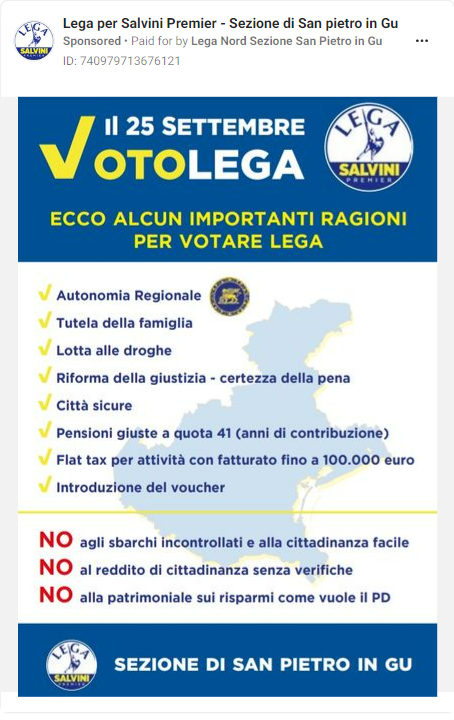 Lega per Salvini Premier - Sezione di San pietro in Gu
Sponsored • Paid for by Lega Nord Sezione San Pietro in Gu
ID: 740979713676121
LEGA
SALVINI
Il 25 SETTEMBRE
VOTOLEGA
LEGA
SALVINI
PREMIER
ECCO ALCUN IMPORTANTI RAGIONI
PER VOTARE LEGA
Autonomia Regionale
Tutela della famiglia
Lotta alle droghe
Riforma della giustizia - certezza della pena
Città sicure
Pensioni giuste a quota 41 (anni di contribuzione)
Flat tax per attività con fatturato fino a 100.000 euro
Introduzione del voucher
NO agli sbarchi incontrollati e alla cittadinanza facile
NO al reddito di cittadinanza senza verifiche
NO alla patrimoniale sui risparmi come vuole il PD
LEGA
SALVINI
PREMIER
SEZIONE DI SAN PIETRO IN GU